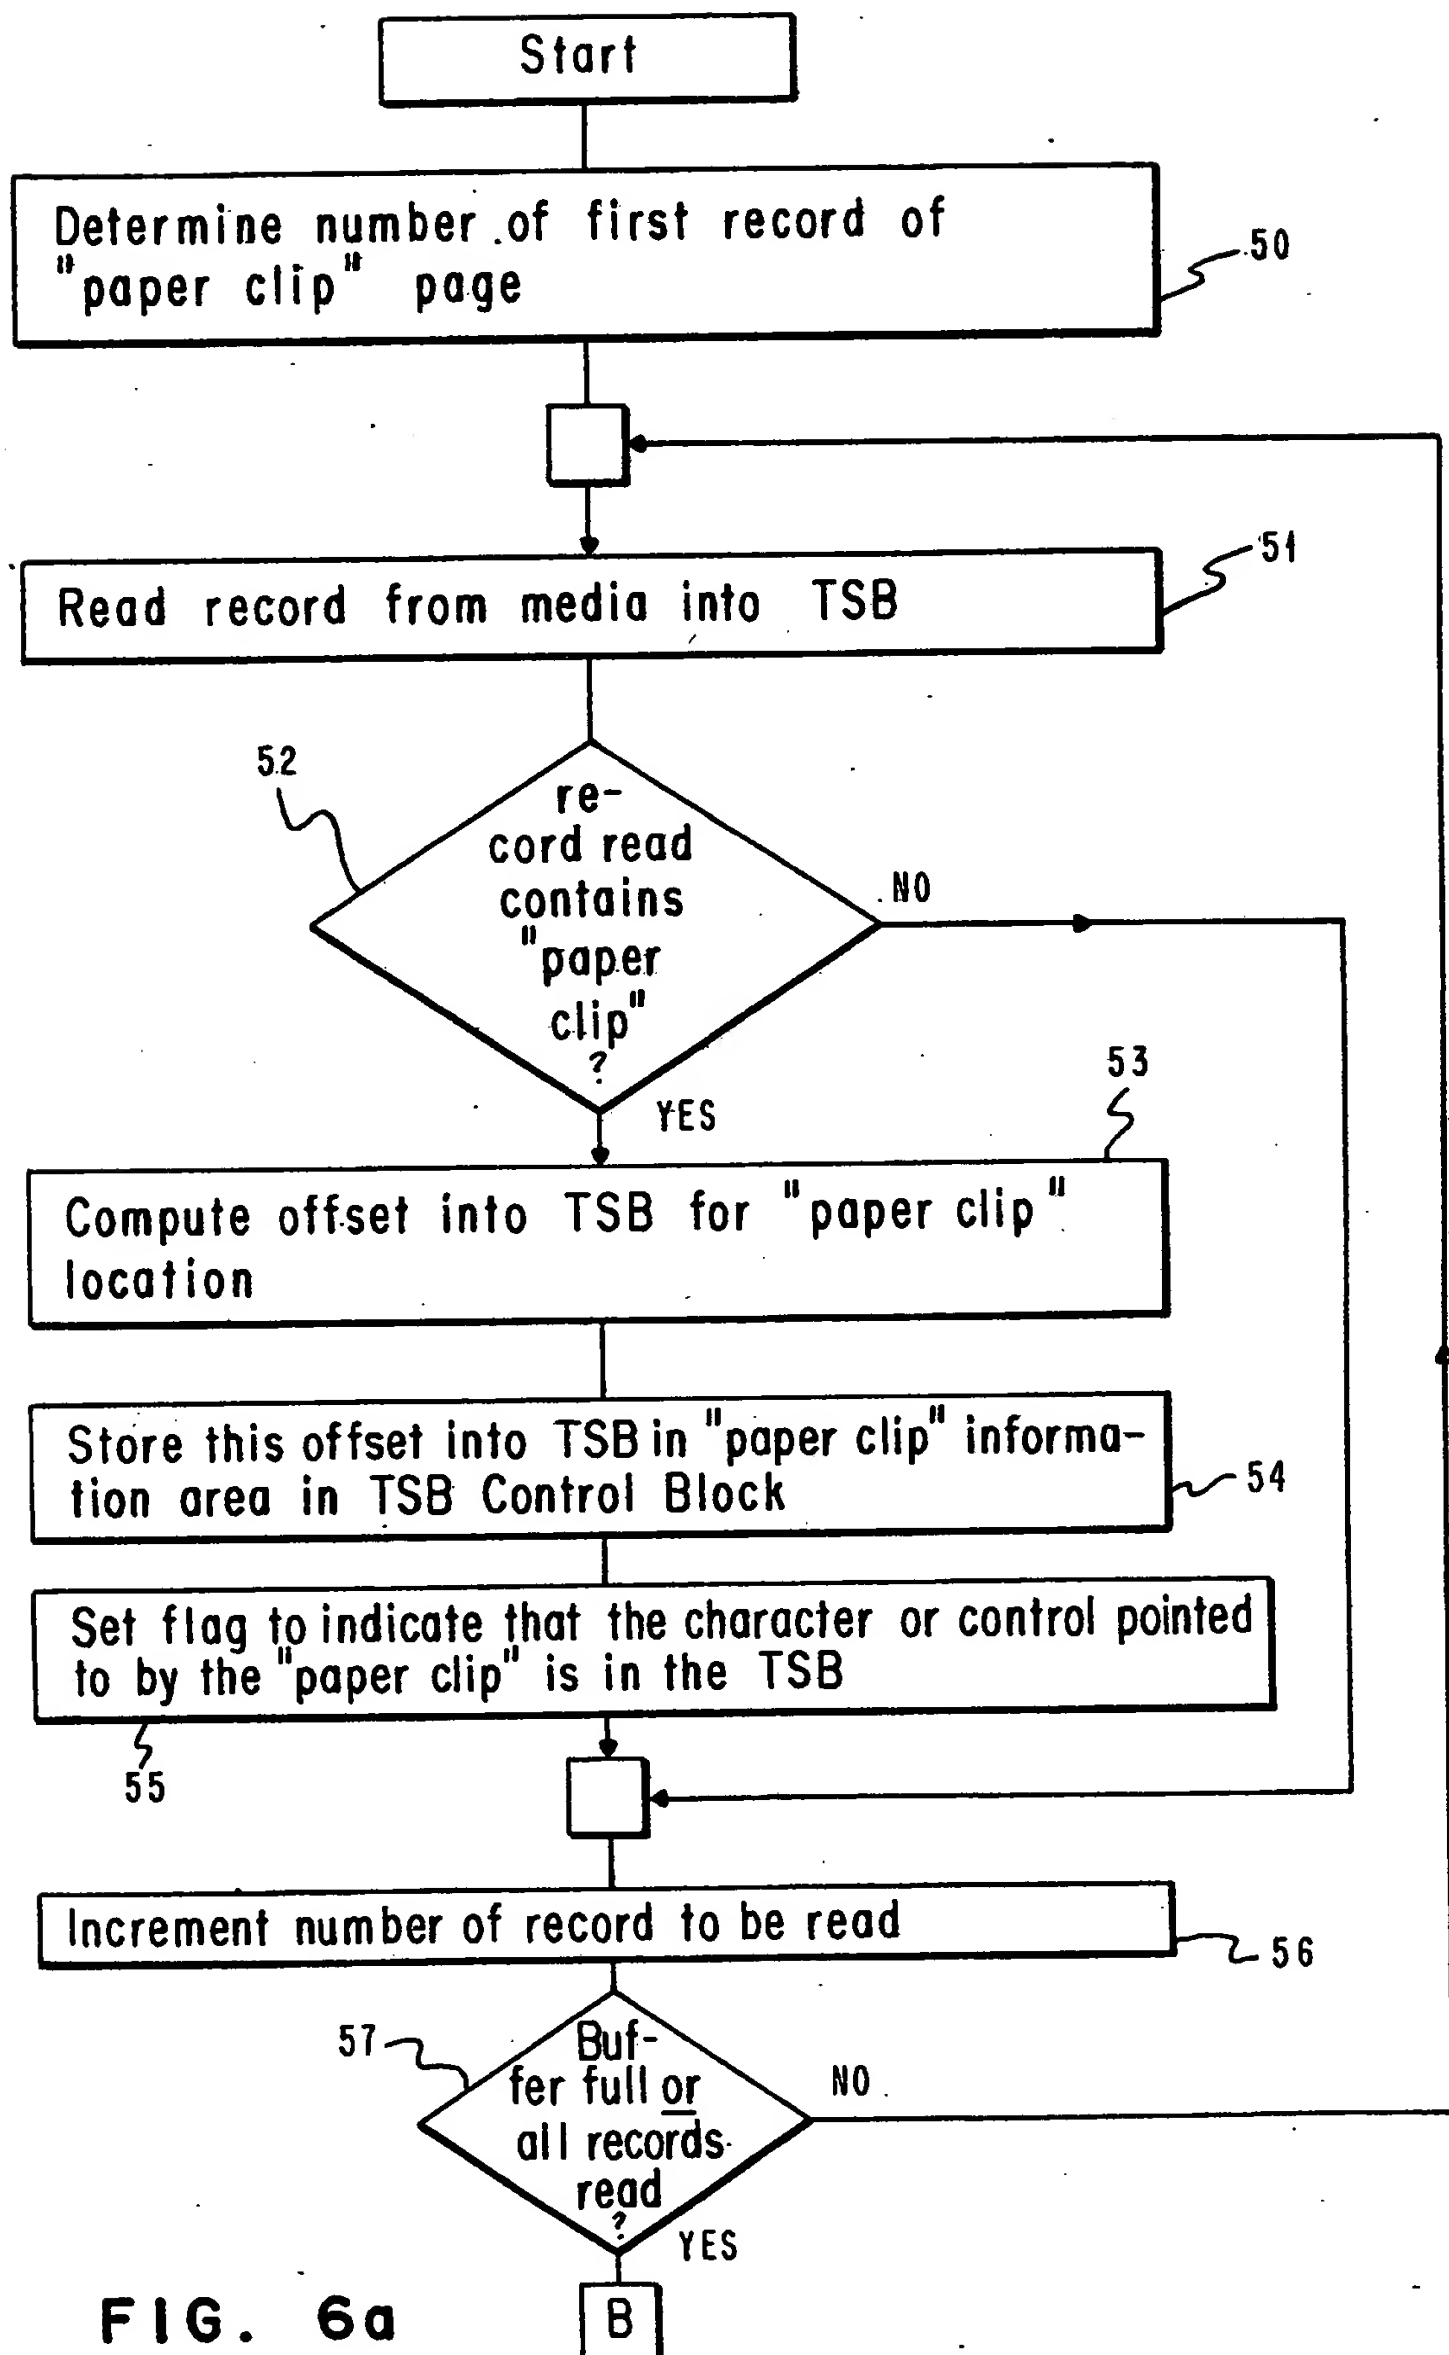 Start
Determine number of first record of
"paper clip" page
50
Read record from media into TSB
51
52
re-
cord read
contains
"paper
clip"
?
NO
YES
53
Compute offset into TSB for "paper clip"
location
Store this offset into TSB in "paper clip" informa-
tion area in TSB Control Block
54
Set flag to indicate that the character or control pointed
to by the "paper clip" is in the TSB
55
Increment number of record to be read
56
57
Buf-
fer full or
all records
read
?
NO
YES
B
FIG. 6a